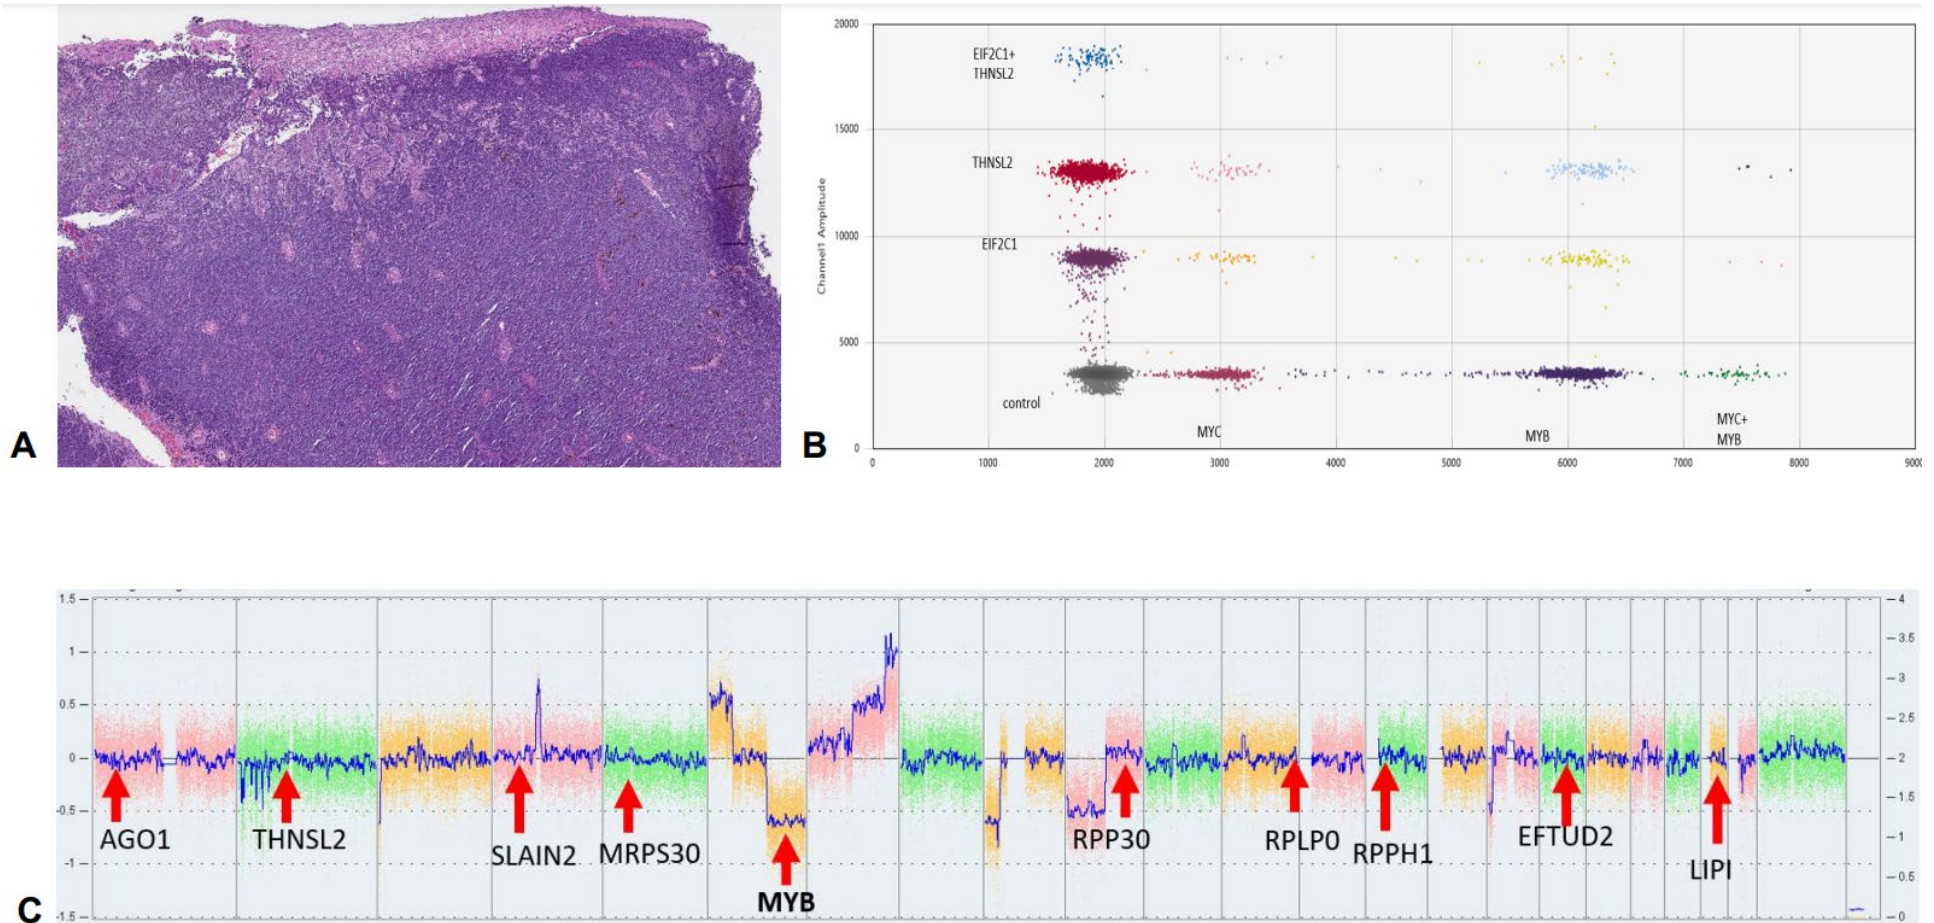 A
B
20000
15000
10000
5000
0
Channel1 Amplitude
EIF2C1+
THNSL2
THNSL2
EIF2C1
control
MYC
MYB
MYC+
MYB
0 1000 2000 3000 4000 5000 6000 7000 8000 9000
C
1.5
1
0.5
0
-0.5
-1
-1.5
4
3.5
3
2.5
2
1.5
1
0.5
0
AGO1
THNSL2
SLAIN2
MRPS30
MYB
RPP30
RPLP0
RPPH1
EFTUD2
LIPI